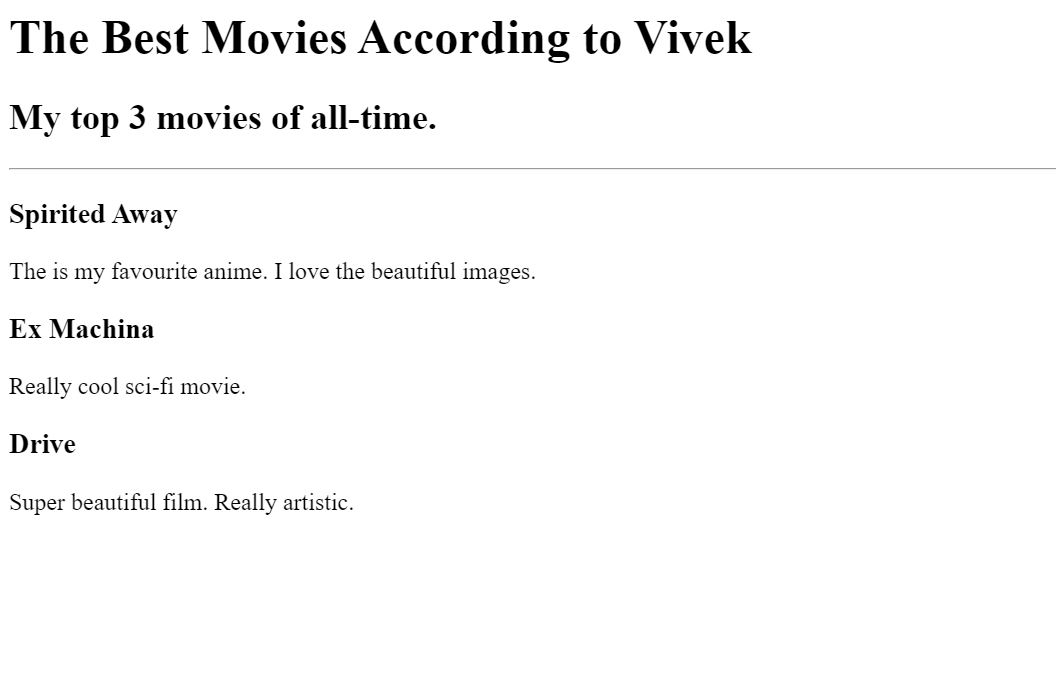 The Best Movies According to Vivek
My top 3 movies of all-time.
Spirited Away
The is my favourite anime. I love the beautiful images.
Ex Machina
Really cool sci-fi movie.
Drive
Super beautiful film. Really artistic.